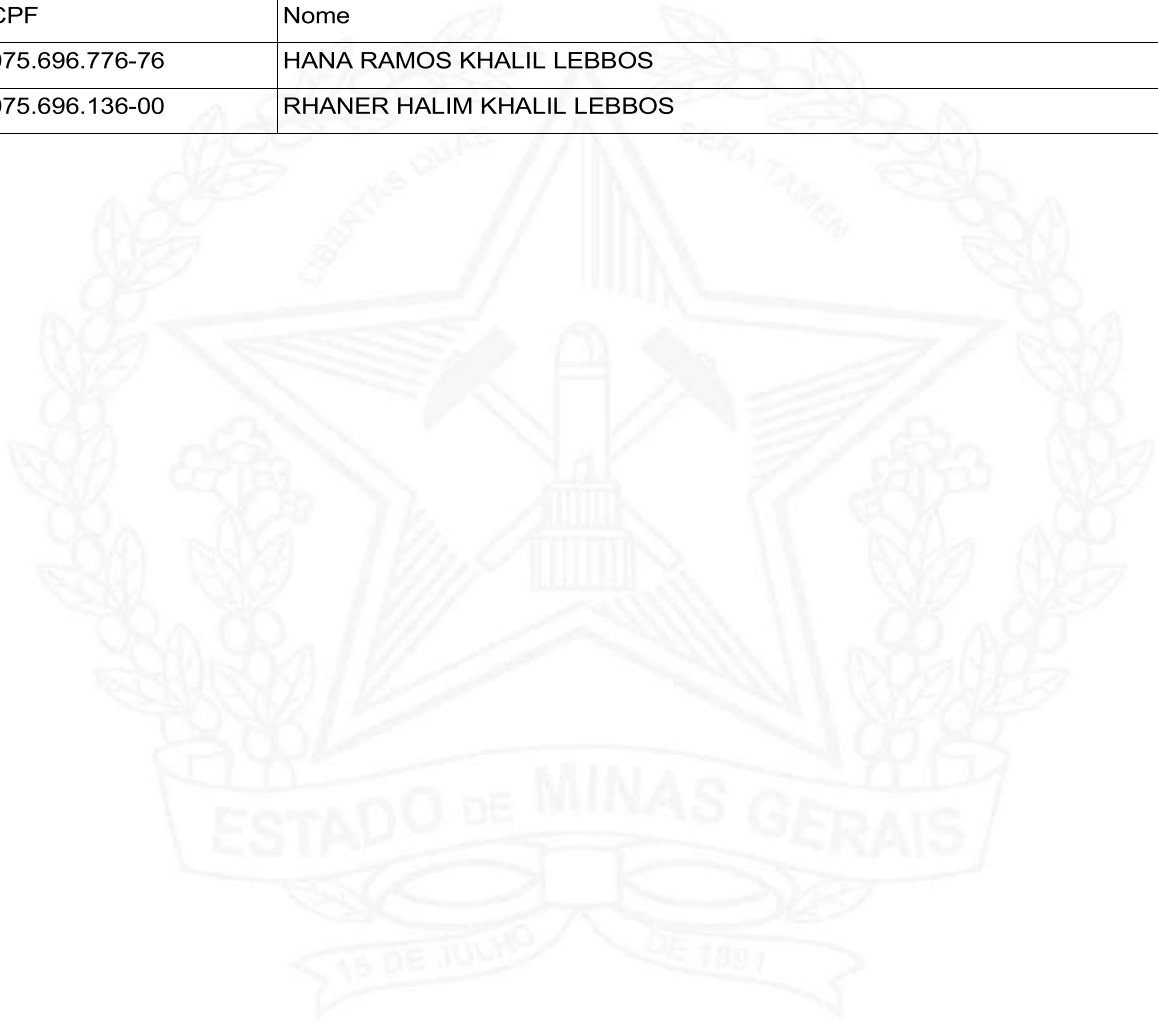 CPF Nome
075.696.776-76 HANA RAMOS KHALIL LEBBOS
075.696.136-00 RHANER HALIM KHALIL LEBBOS
LIBERTAS QUAE SERA TAMEN
ESTADO DE MINAS GERAIS
15 DE JULHO DE 1891